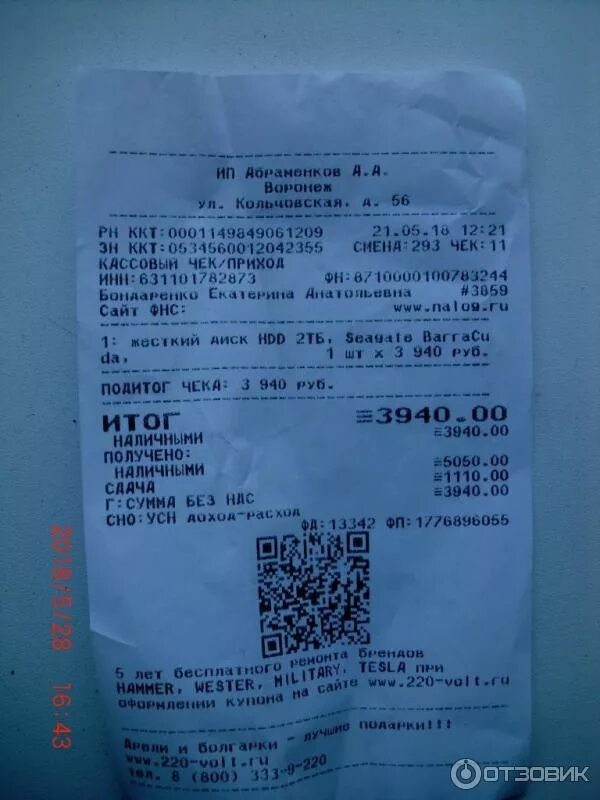 ИП Абраменков А.А.
Воронеж
ул. Кольцовская, д. 56
РН ККТ:0001149849061209 21.05.18 12:21
ЗН ККТ:0534560012042355 СМЕНА:293 ЧЕК:11
КАССОВЫЙ ЧЕК/ПРИХОД
ИНН:631101782873 ФН:8710000100783244
Бондаренко Екатерина Анатольевна #3859
Сайт ФНС: www.nalog.ru
1: жесткий диск HDD 2ТБ, Seagate BarraCu
da, 1 шт x 3 940 руб.
ПОДИТОГ ЧЕКА: 3 940 руб.
ИТОГ ≡3940.00
НАЛИЧНЫМИ ≡3940.00
ПОЛУЧЕНО:
НАЛИЧНЫМИ ≡5050.00
СДАЧА ≡1110.00
Г:СУММА БЕЗ НДС ≡3940.00
СНО:УСН доход-расход
ФД:13342 ФП:1776896055
5 лет бесплатного ремонта брендов
HAMMER, WESTER, MILITARY, TESLA при
оформлении купона на сайте www.220-volt.ru
Дрели и болгарки - лучшие подарки!!!
www.220-volt.ru
тел. 8 (800) 333-9-220
2018/5/28 16:43
ОТЗОВИК